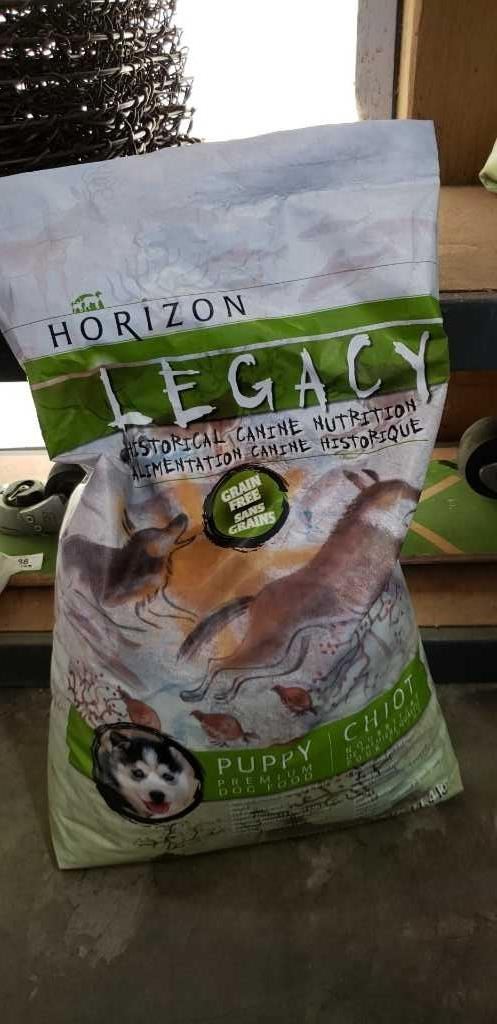 HORIZON
LEGACY
HISTORICAL CANINE NUTRITION
ALIMENTATION CANINE HISTORIQUE
GRAIN
FREE
SANS
GRAINS
PUPPY
PREMIUM
DOG FOOD
CHIOT